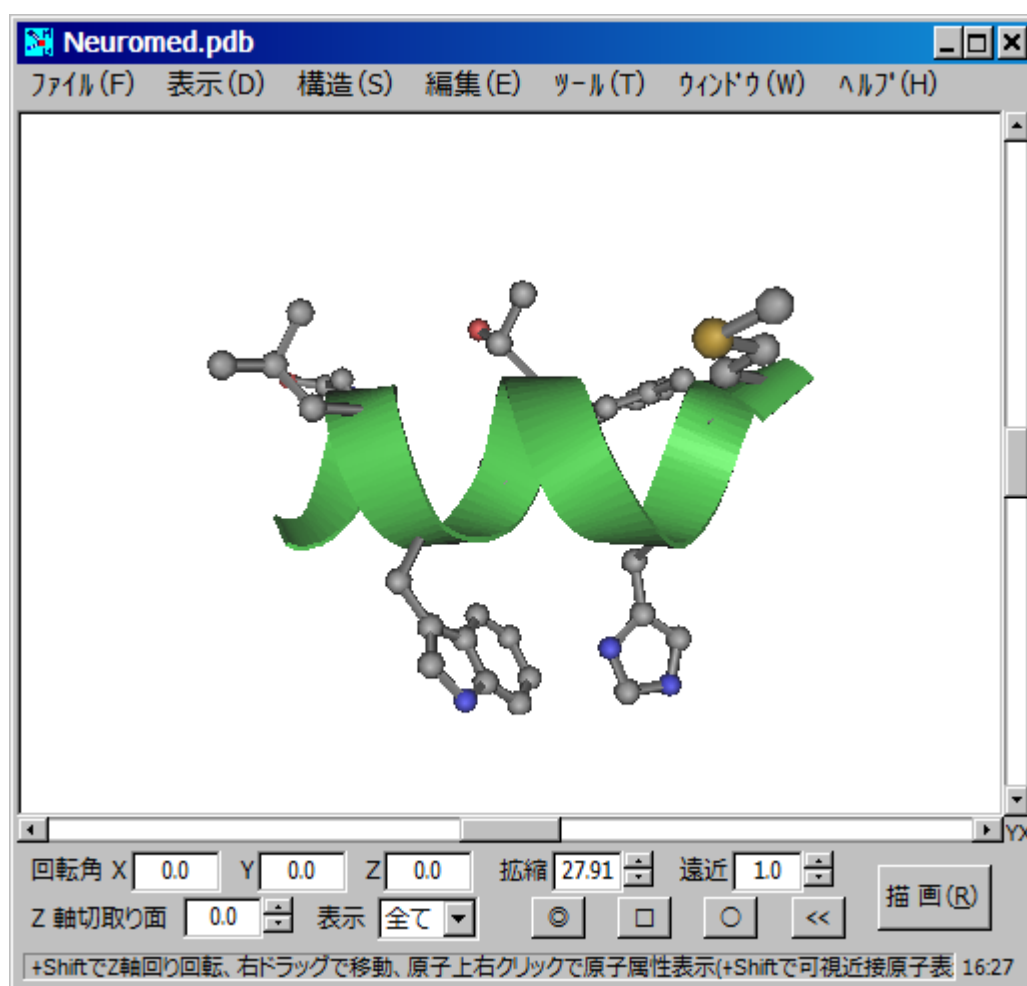 Neuromed.pdb
ﾌｧｲﾙ(F) 表示(D) 構造(S) 編集(E) ﾂｰﾙ(T) ｳｨﾝﾄﾞｳ(W) ﾍﾙﾌﾟ(H)
YX
回転角 X 0.0 Y 0.0 Z 0.0 拡縮 27.91 遠近 1.0
描 画(R)
Z 軸切取り面 0.0 表示 全て ◎ □ ○ <<
+ShiftでZ軸回り回転、右ドラッグで移動、原子上右クリックで原子属性表示(+Shiftで可視近接原子表 16:27